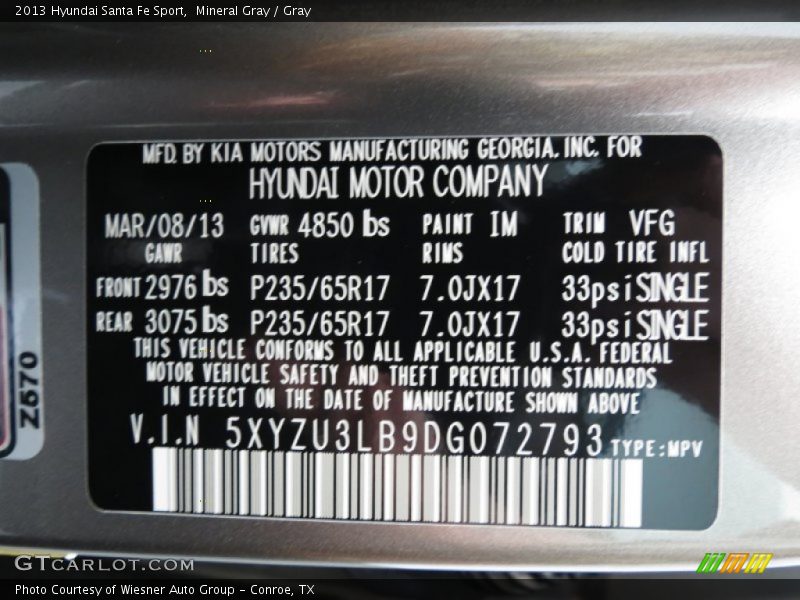 2013 Hyundai Santa Fe Sport,  Mineral Gray / Gray
MFD. BY KIA MOTORS MANUFACTURING GEORGIA. INC. FOR
HYUNDAI MOTOR COMPANY
MAR/08/13 GVWR 4850 lbs PAINT IM TRIM VFG
GAWR TIRES RIMS COLD TIRE INFL
FRONT 2976 lbs P235/65R17 7.0JX17 33psi SINGLE
REAR 3075 lbs P235/65R17 7.0JX17 33psi SINGLE
THIS VEHICLE CONFORMS TO ALL APPLICABLE U.S.A. FEDERAL
MOTOR VEHICLE SAFETY AND THEFT PREVENTION STANDARDS
IN EFFECT ON THE DATE OF MANUFACTURE SHOWN ABOVE
V.I.N 5XYZU3LB9DG072793 TYPE:MPV
Z670
GTCarLot.com
Photo Courtesy of Wiesner Auto Group - Conroe, TX